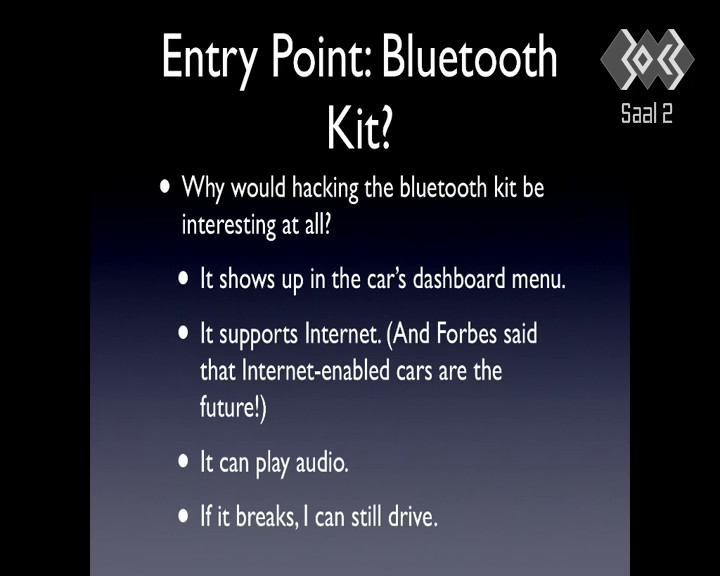 Entry Point: Bluetooth
Kit?
Saal 2
• Why would hacking the bluetooth kit be
interesting at all?
• It shows up in the car's dashboard menu.
• It supports Internet. (And Forbes said
that Internet-enabled cars are the
future!)
• It can play audio.
• If it breaks, I can still drive.